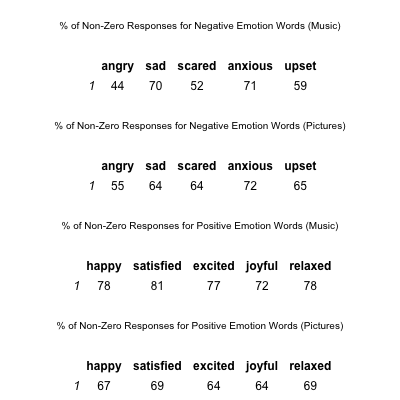 % of Non-Zero Responses for Negative Emotion Words (Music)
angry sad scared anxious upset
1 44 70 52 71 59
% of Non-Zero Responses for Negative Emotion Words (Pictures)
angry sad scared anxious upset
1 55 64 64 72 65
% of Non-Zero Responses for Positive Emotion Words (Music)
happy satisfied excited joyful relaxed
1 78 81 77 72 78
% of Non-Zero Responses for Positive Emotion Words (Pictures)
happy satisfied excited joyful relaxed
1 67 69 64 64 69